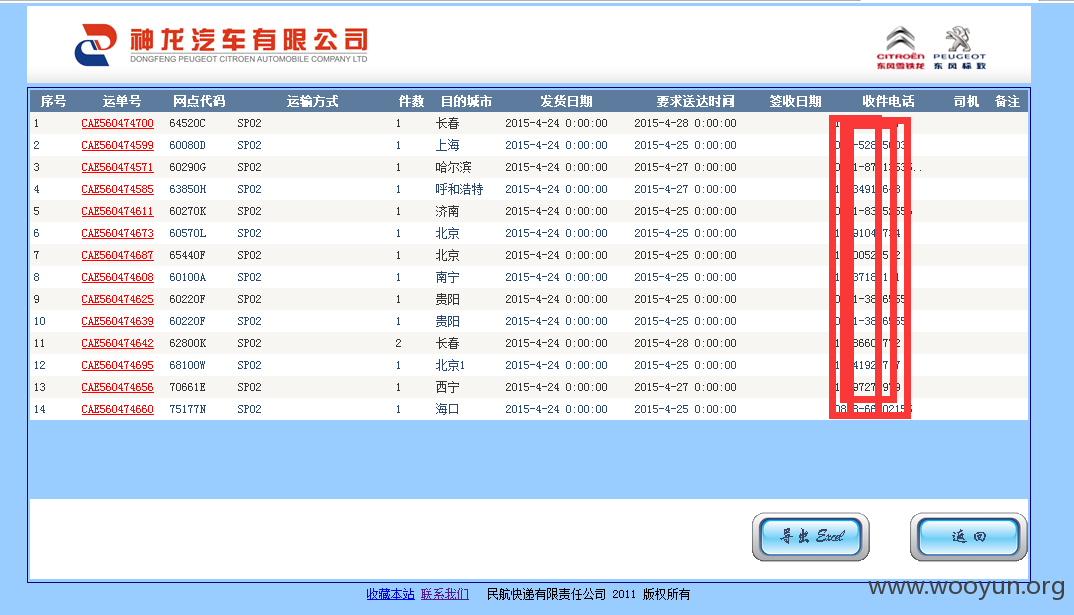 神龙汽车有限公司
DONGFENG PEUGEOT CITROEN AUTOMOBILE COMPANY LTD
CITROËN 东风雪铁龙
PEUGEOT 东风标致
序号 运单号 网点代码 运输方式 件数 目的城市 发货日期 要求送达时间 签收日期 收件电话 司机 备注
1 CAE560474700 64520C SP02 1 长春 2015-4-24 0:00:00 2015-4-28 0:00:00
2 CAE560474599 60080D SP02 1 上海 2015-4-24 0:00:00 2015-4-25 0:00:00
3 CAE560474571 60290G SP02 1 哈尔滨 2015-4-24 0:00:00 2015-4-27 0:00:00
4 CAE560474585 63850H SP02 1 呼和浩特 2015-4-24 0:00:00 2015-4-27 0:00:00
5 CAE560474611 60270K SP02 1 济南 2015-4-24 0:00:00 2015-4-25 0:00:00
6 CAE560474673 60570L SP02 1 北京 2015-4-24 0:00:00 2015-4-25 0:00:00
7 CAE560474687 65440F SP02 1 北京 2015-4-24 0:00:00 2015-4-25 0:00:00
8 CAE560474608 60100A SP02 1 南宁 2015-4-24 0:00:00 2015-4-25 0:00:00
9 CAE560474625 60220F SP02 1 贵阳 2015-4-24 0:00:00 2015-4-25 0:00:00
10 CAE560474639 60220F SP02 1 贵阳 2015-4-24 0:00:00 2015-4-25 0:00:00
11 CAE560474642 62800K SP02 2 长春 2015-4-24 0:00:00 2015-4-28 0:00:00
12 CAE560474695 68100W SP02 1 北京1 2015-4-24 0:00:00 2015-4-25 0:00:00
13 CAE560474656 70661E SP02 1 西宁 2015-4-24 0:00:00 2015-4-27 0:00:00
14 CAE560474660 75177N SP02 1 海口 2015-4-24 0:00:00 2015-4-25 0:00:00
导出 Excel 返回
收藏本站 联系我们 民航快递有限责任公司 2011 版权所有
www.wooyun.org